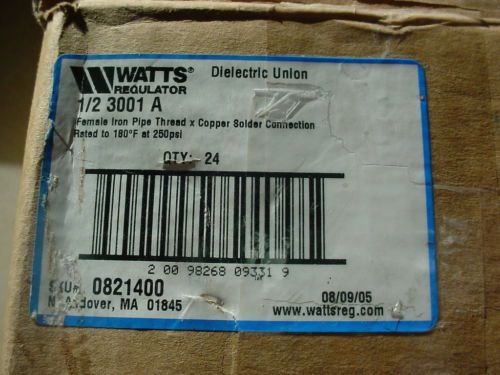 WATTS®
REGULATOR
Dielectric Union
1/2 3001 A
Female Iron Pipe Thread x Copper Solder Connection
Rated to 180°F at 250psi
QTY: 24
2 00 98268 09331 9
SKU#: 0821400
N. Andover, MA 01845
08/09/05
www.wattsreg.com